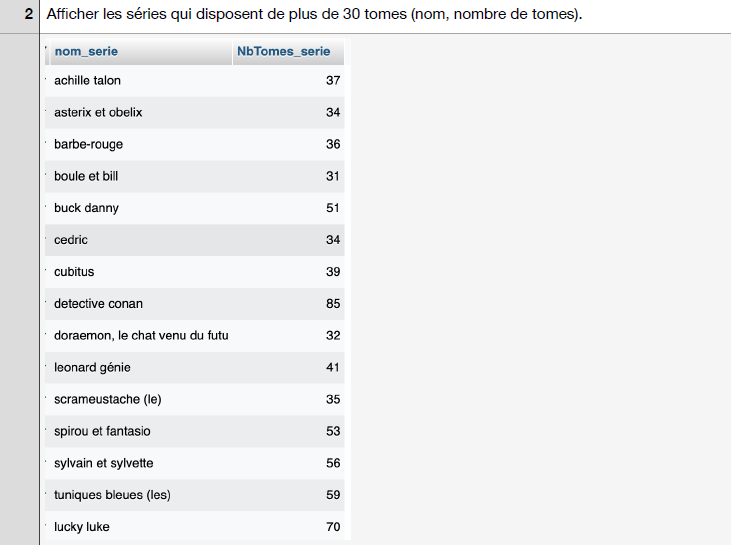 2 Afficher les séries qui disposent de plus de 30 tomes (nom, nombre de tomes).
nom_serie NbTomes_serie
achille talon 37
asterix et obelix 34
barbe-rouge 36
boule et bill 31
buck danny 51
cedric 34
cubitus 39
detective conan 85
doraemon, le chat venu du futu 32
leonard génie 41
scrameustache (le) 35
spirou et fantasio 53
sylvain et sylvette 56
tuniques bleues (les) 59
lucky luke 70